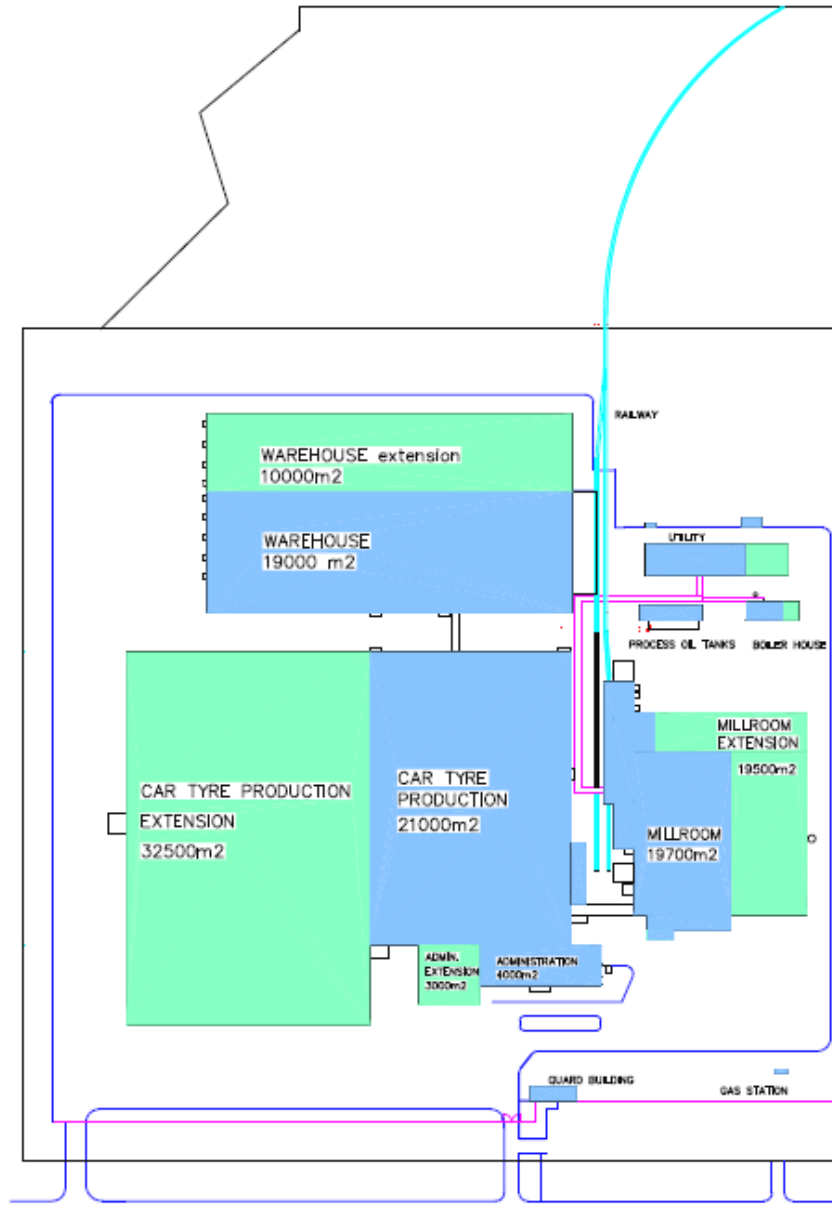 RAILWAY
WAREHOUSE extension
10000m2
WAREHOUSE
19000 m2
UTILITY
PROCESS OIL TANKS
BOILER HOUSE
MILLROOM
EXTENSION
19500m2
CAR TYRE PRODUCTION
EXTENSION
32500m2
CAR TYRE
PRODUCTION
21000m2
MILLROOM
19700m2
ADMIN.
EXTENSION
3000m2
ADMINISTRATION
4000m2
GUARD BUILDING
GAS STATION